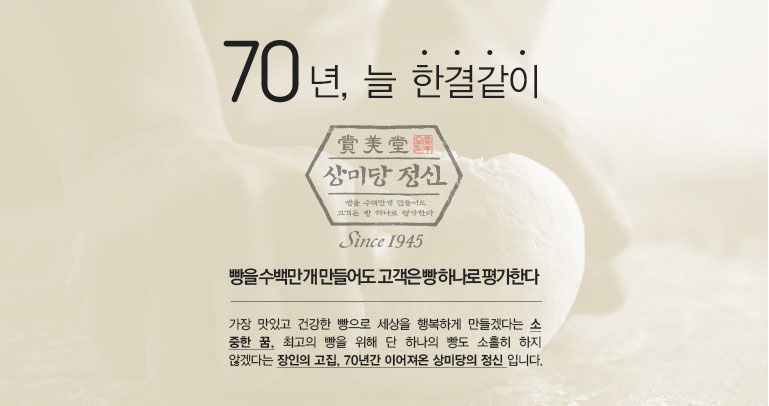 70년, 늘 한결같이
賞美堂
상미당 정신
빵을 수백만개 만들어도
고객은 빵 하나로 평가한다
Since 1945
빵을 수백만개 만들어도 고객은 빵 하나로 평가한다
가장 맛있고 건강한 빵으로 세상을 행복하게 만들겠다는 소
중한 꿈, 최고의 빵을 위해 단 하나의 빵도 소홀히 하지
않겠다는 장인의 고집, 70년간 이어져온 상미당의 정신 입니다.